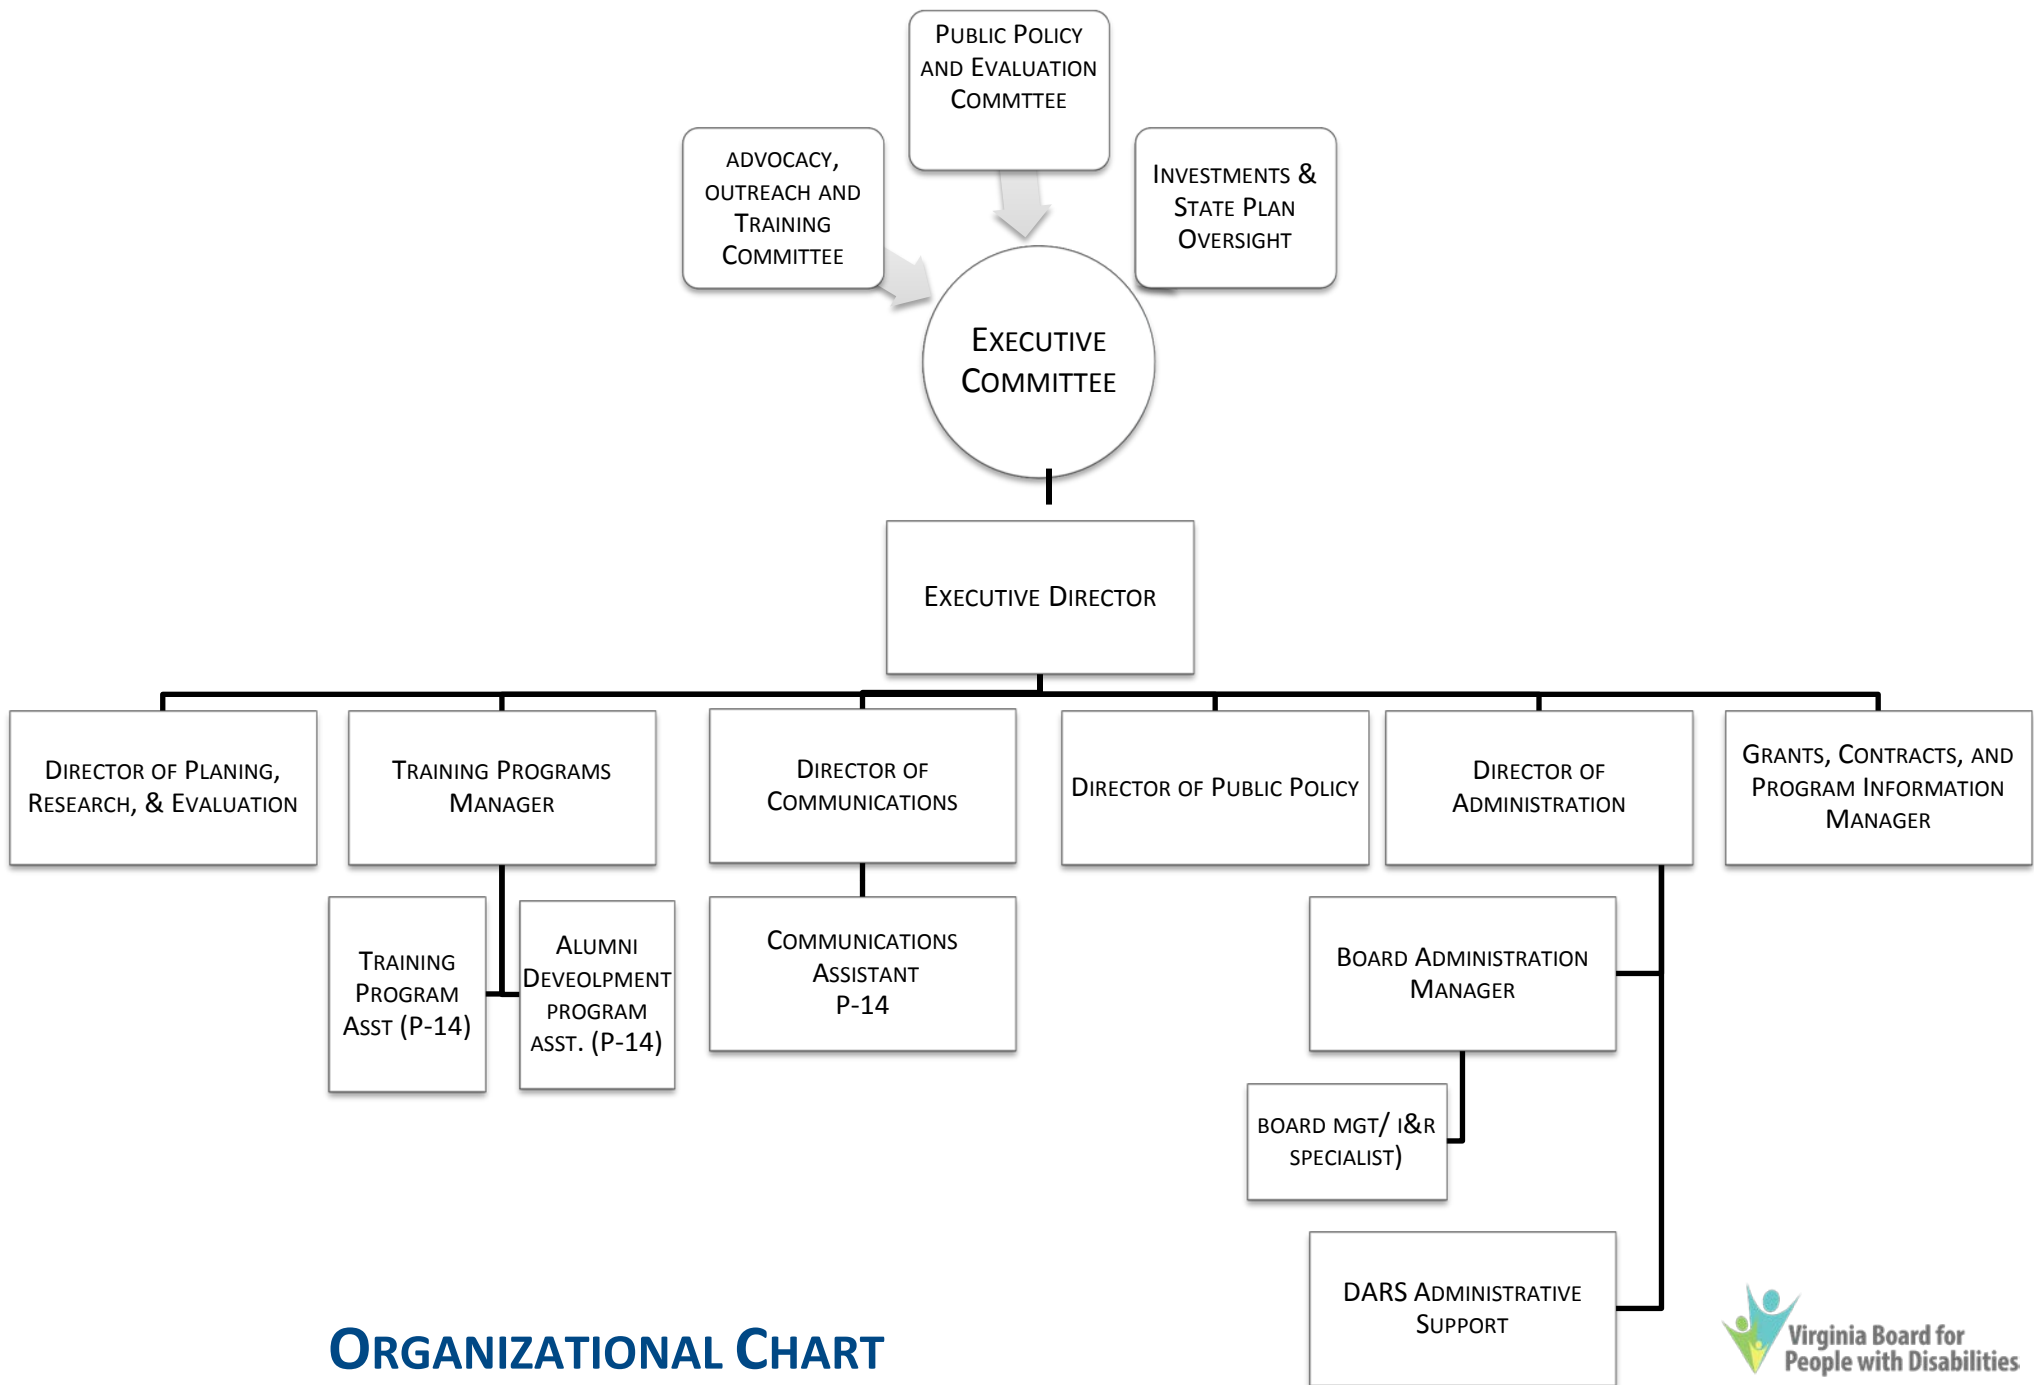 PUBLIC POLICY
AND EVALUATION
COMMTTEE
ADVOCACY,
OUTREACH AND
TRAINING
COMMITTEE
INVESTMENTS &
STATE PLAN
OVERSIGHT
EXECUTIVE
COMMITTEE
EXECUTIVE DIRECTOR
DIRECTOR OF PLANING,
RESEARCH, & EVALUATION
TRAINING PROGRAMS
MANAGER
DIRECTOR OF
COMMUNICATIONS
DIRECTOR OF PUBLIC POLICY
DIRECTOR OF
ADMINISTRATION
GRANTS, CONTRACTS, AND
PROGRAM INFORMATION
MANAGER
TRAINING
PROGRAM
ASST (P-14)
ALUMNI
DEVEOLPMENT
PROGRAM
ASST. (P-14)
COMMUNICATIONS
ASSISTANT
P-14
BOARD ADMINISTRATION
MANAGER
BOARD MGT/ I&R
SPECIALIST)
DARS ADMINISTRATIVE
SUPPORT
ORGANIZATIONAL CHART
Virginia Board for
People with Disabilities